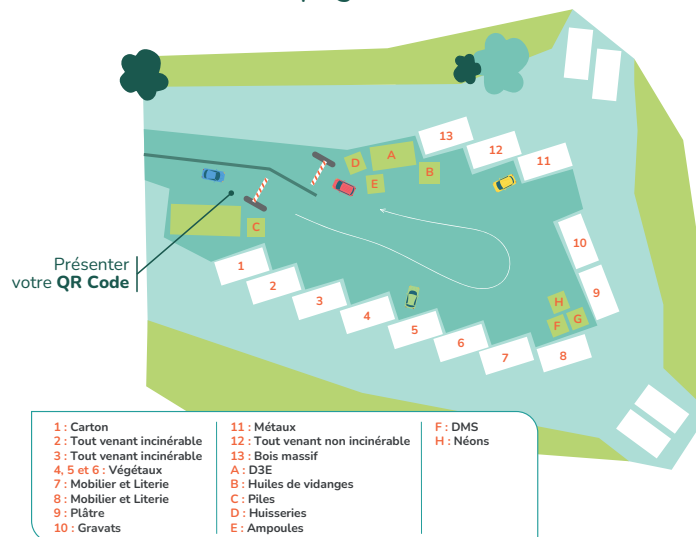 13
12
11
D
A
B
E
C
10
Présenter
votre QR Code
1
2
3
4
5
6
7
8
9
H
F
G
1 : Carton
2 : Tout venant incinérable
3 : Tout venant incinérable
4, 5 et 6 : Végétaux
7 : Mobilier et Literie
8 : Mobilier et Literie
9 : Plâtre
10 : Gravats
11 : Métaux
12 : Tout venant non incinérable
13 : Bois massif
A : D3E
B : Huiles de vidanges
C : Piles
D : Huisseries
E : Ampoules
F : DMS
H : Néons